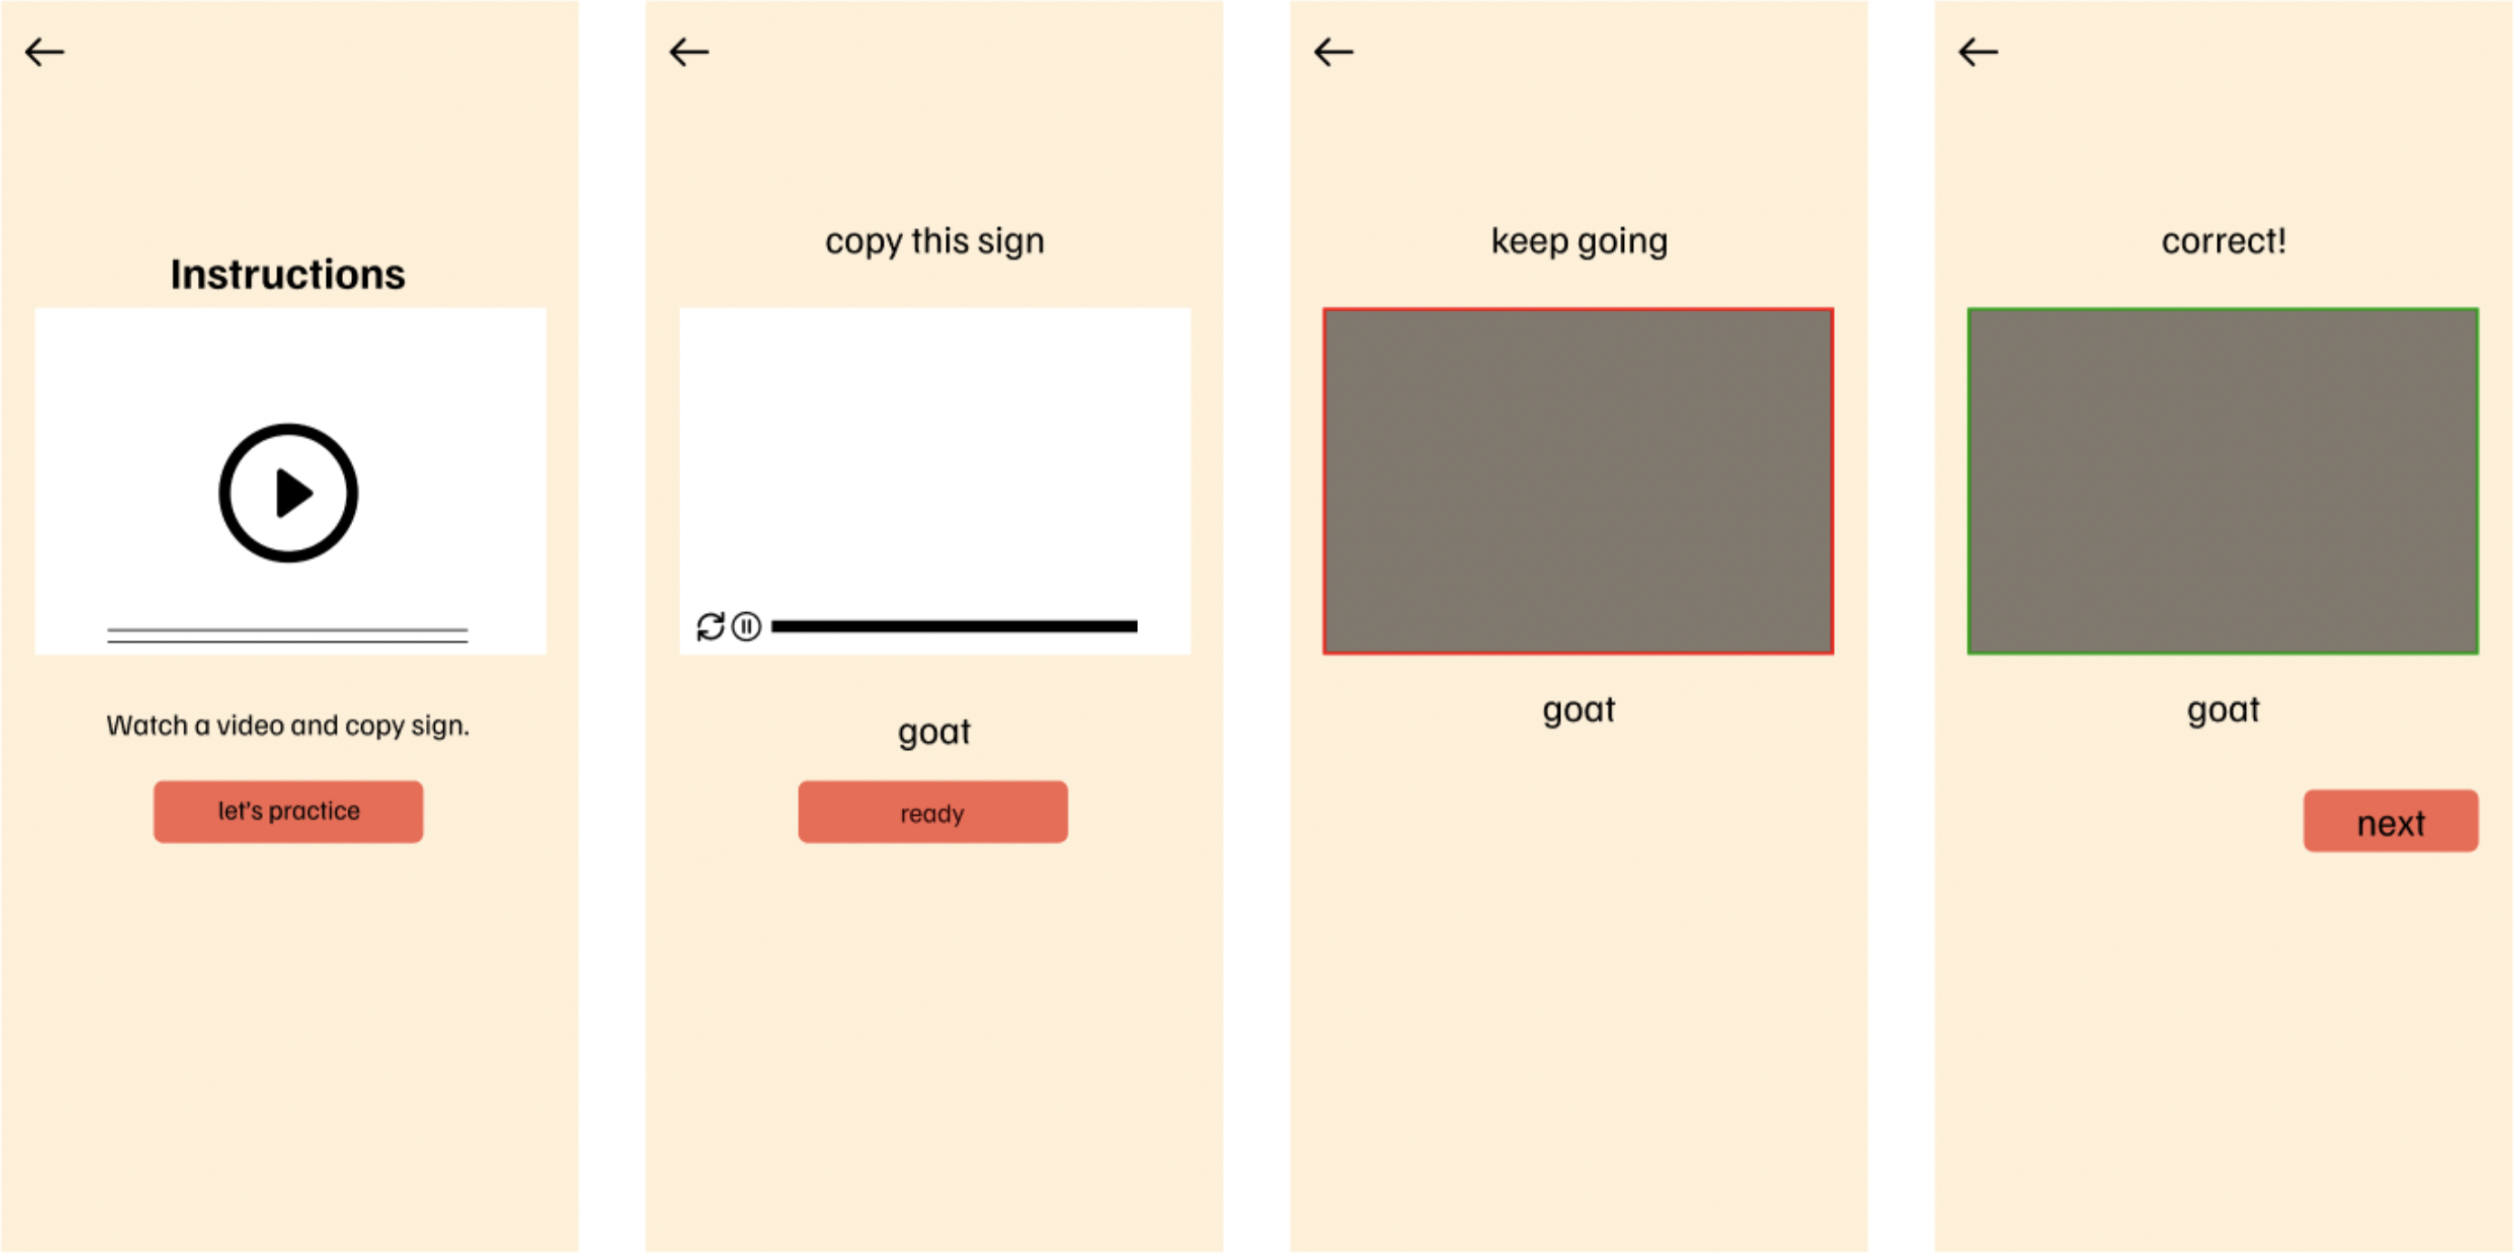 Instructions
Watch a video and copy sign.
let's practice
copy this sign
goat
ready
keep going
goat
correct!
goat
next